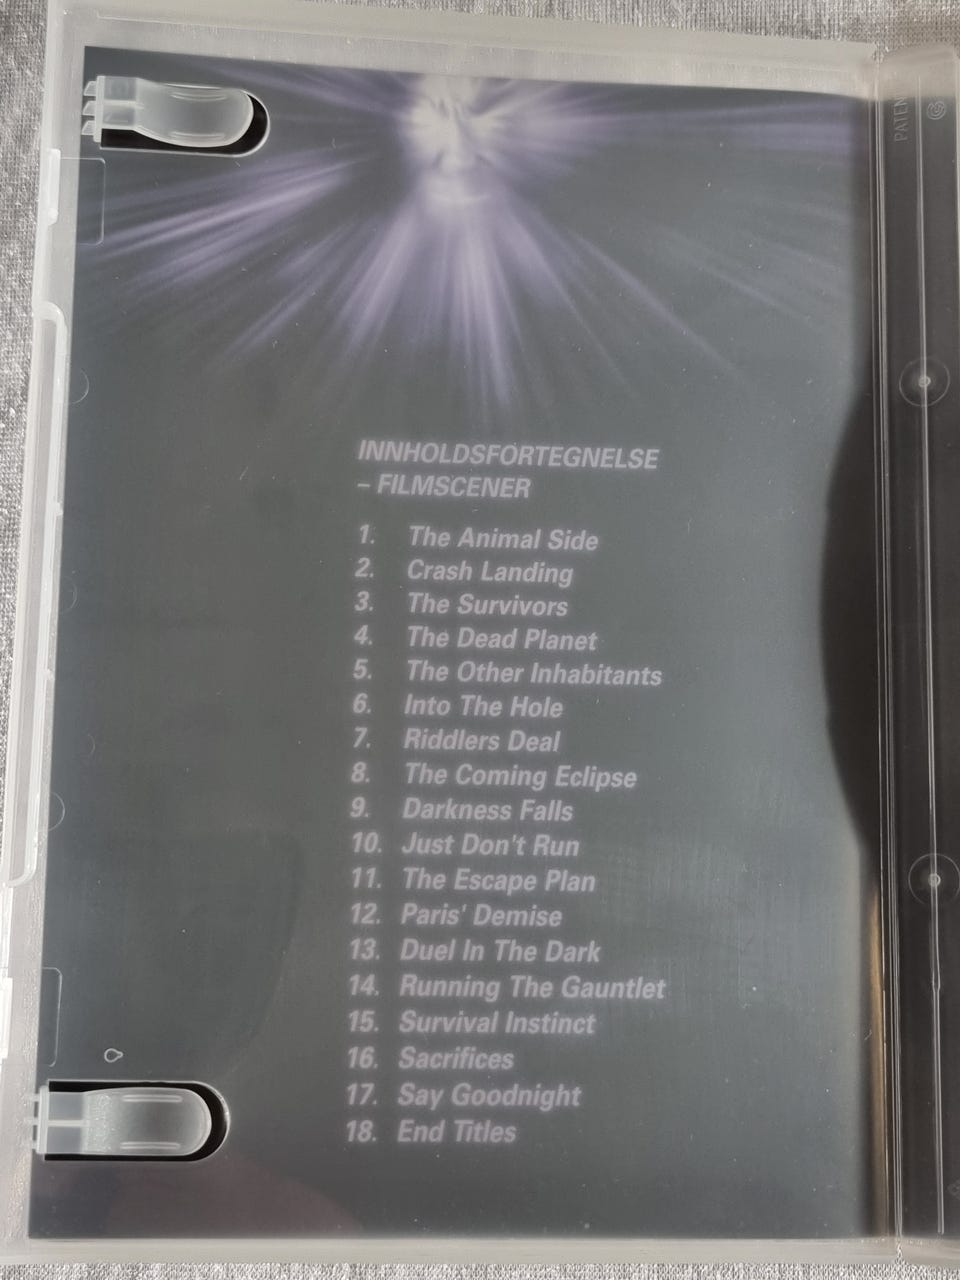 INNHOLDSFORTEGNELSE
– FILMSCENER
1. The Animal Side
2. Crash Landing
3. The Survivors
4. The Dead Planet
5. The Other Inhabitants
6. Into The Hole
7. Riddlers Deal
8. The Coming Eclipse
9. Darkness Falls
10. Just Don't Run
11. The Escape Plan
12. Paris' Demise
13. Duel In The Dark
14. Running The Gauntlet
15. Survival Instinct
16. Sacrifices
17. Say Goodnight
18. End Titles